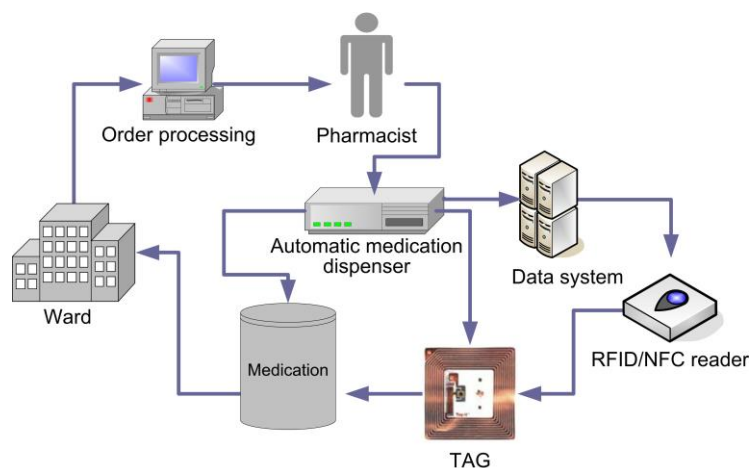 Order processing
Pharmacist
Automatic medication
dispenser
Data system
Ward
Medication
RFID/NFC reader
TAG